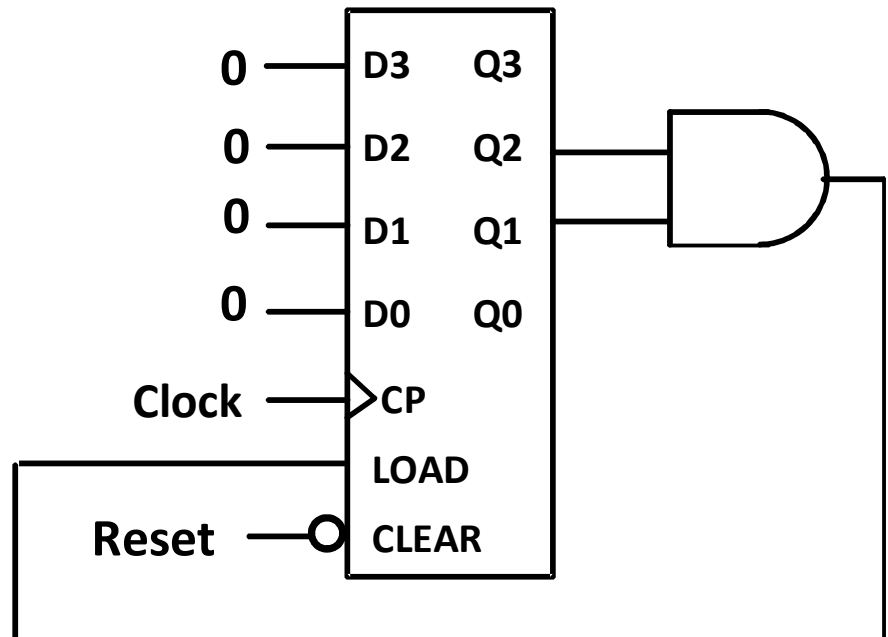 0 D3 Q3
0 D2 Q2
0 D1 Q1
0 D0 Q0
Clock CP
LOAD
Reset CLEAR